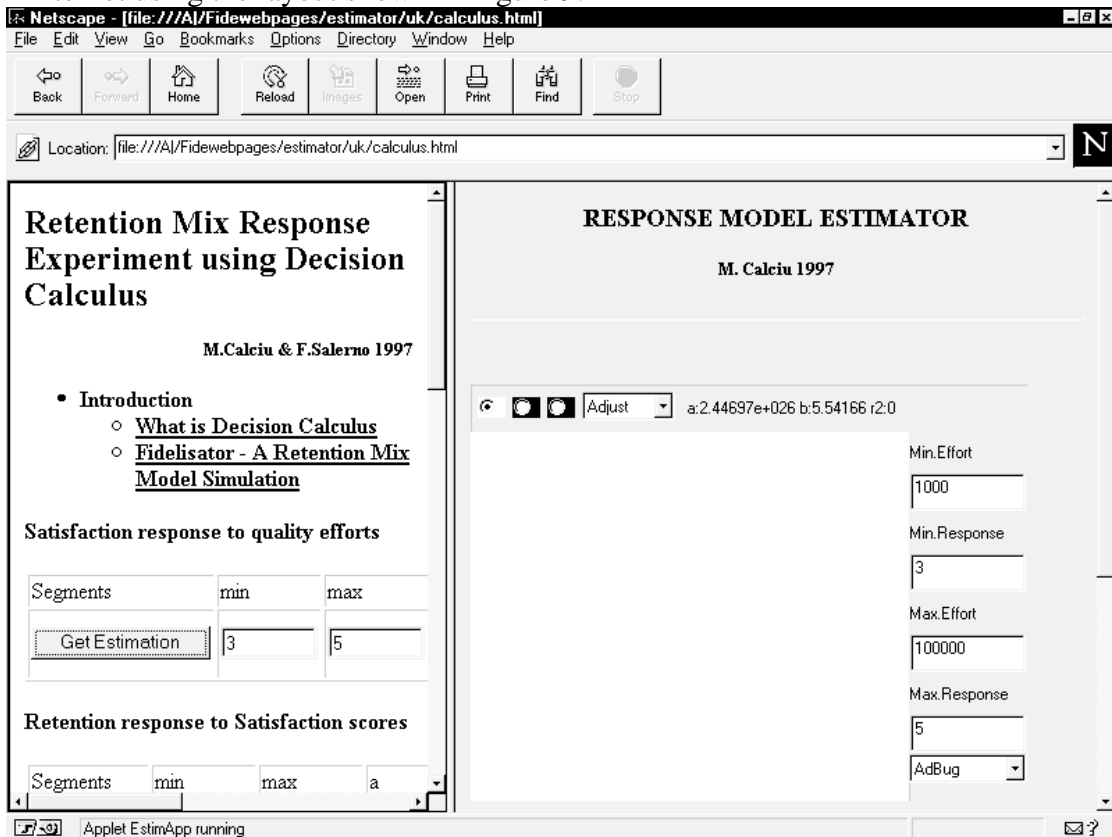 Netscape - [file:///A|/Fidewebpages/estimator/uk/calculus.html]
File Edit View Go Bookmarks Options Directory Window Help
Back Forward Home Reload Images Open Print Find Stop
Location: file:///A|/Fidewebpages/estimator/uk/calculus.html
N
Retention Mix Response
Experiment using Decision
Calculus
M.Calciu & F.Salerno 1997
Introduction
What is Decision Calculus
Fidelisator - A Retention Mix
Model Simulation
Satisfaction response to quality efforts
Segments min max
Get Estimation 3 5
Retention response to Satisfaction scores
Segments min max a
RESPONSE MODEL ESTIMATOR
M. Calciu 1997
Adjust a:2.44697e+026 b:5.54166 r2:0
Min.Effort
1000
Min.Response
3
Max.Effort
100000
Max.Response
5
AdBug
Applet EstimApp running